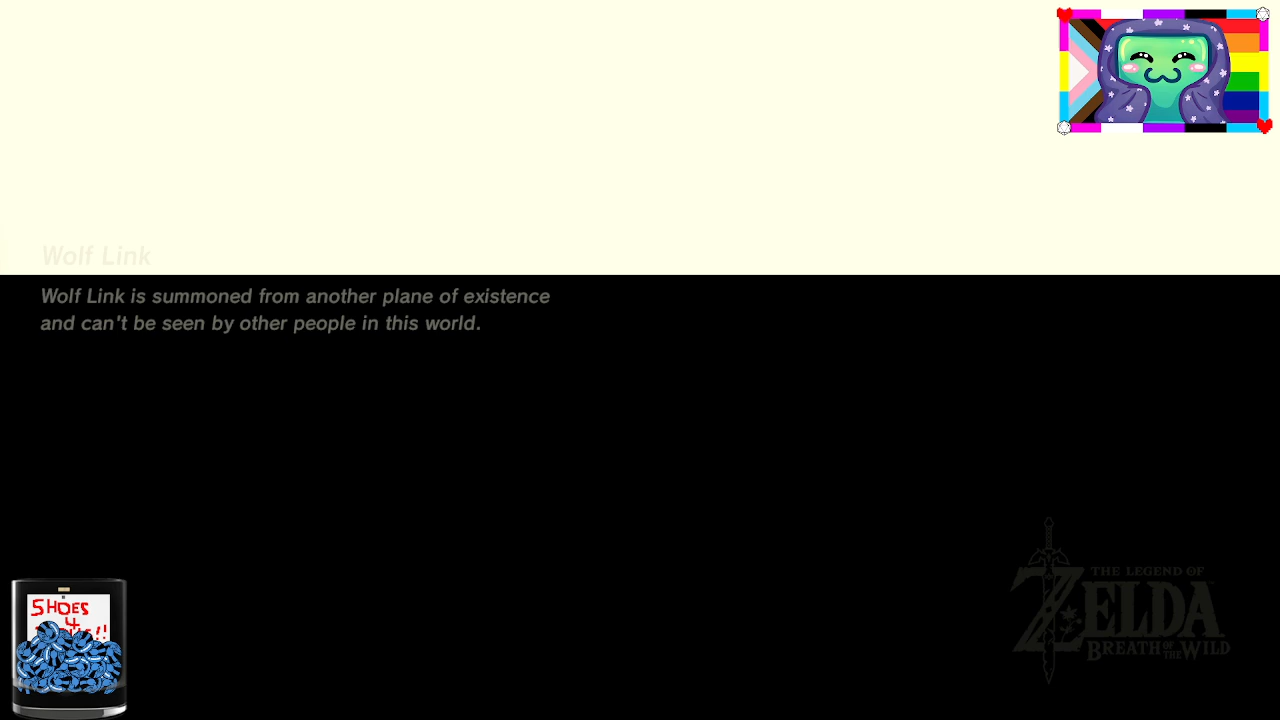 Wolf Link
Wolf Link is summoned from another plane of existence
and can't be seen by other people in this world.
THE LEGEND OF
ZELDA
BREATH OF THE WILD
SHOES
4
!!